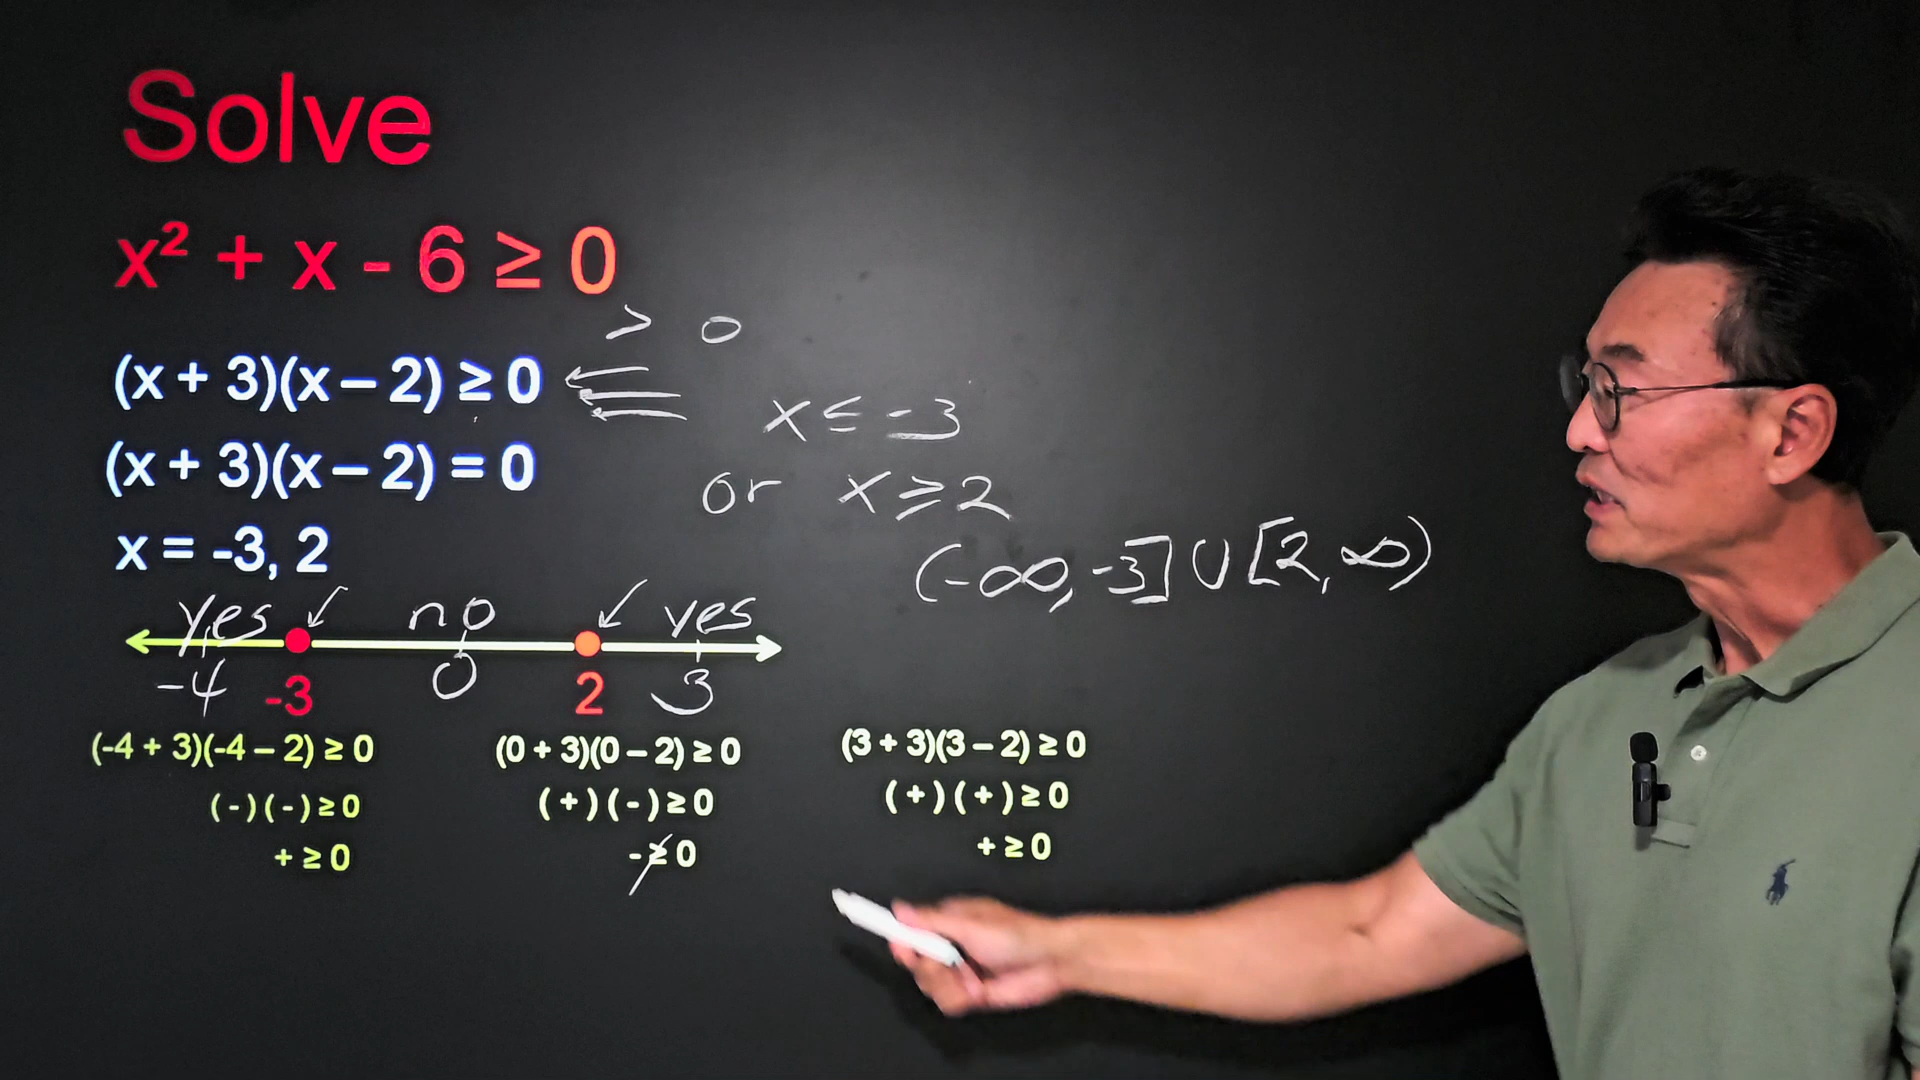 Solve
x² + x - 6 ≥ 0
> 0
(x + 3)(x – 2) ≥ 0
x ≤ -3
(x + 3)(x – 2) = 0
or x ≥ 2
x = -3, 2
(-∞, -3] ∪ [2, ∞)
yes no yes
-4 -3 0 2 3
(-4 + 3)(-4 – 2) ≥ 0
(-)(-) ≥ 0
+ ≥ 0
(0 + 3)(0 – 2) ≥ 0
(+)(-) ≥ 0
- ≱ 0
(3 + 3)(3 – 2) ≥ 0
(+)(+) ≥ 0
+ ≥ 0